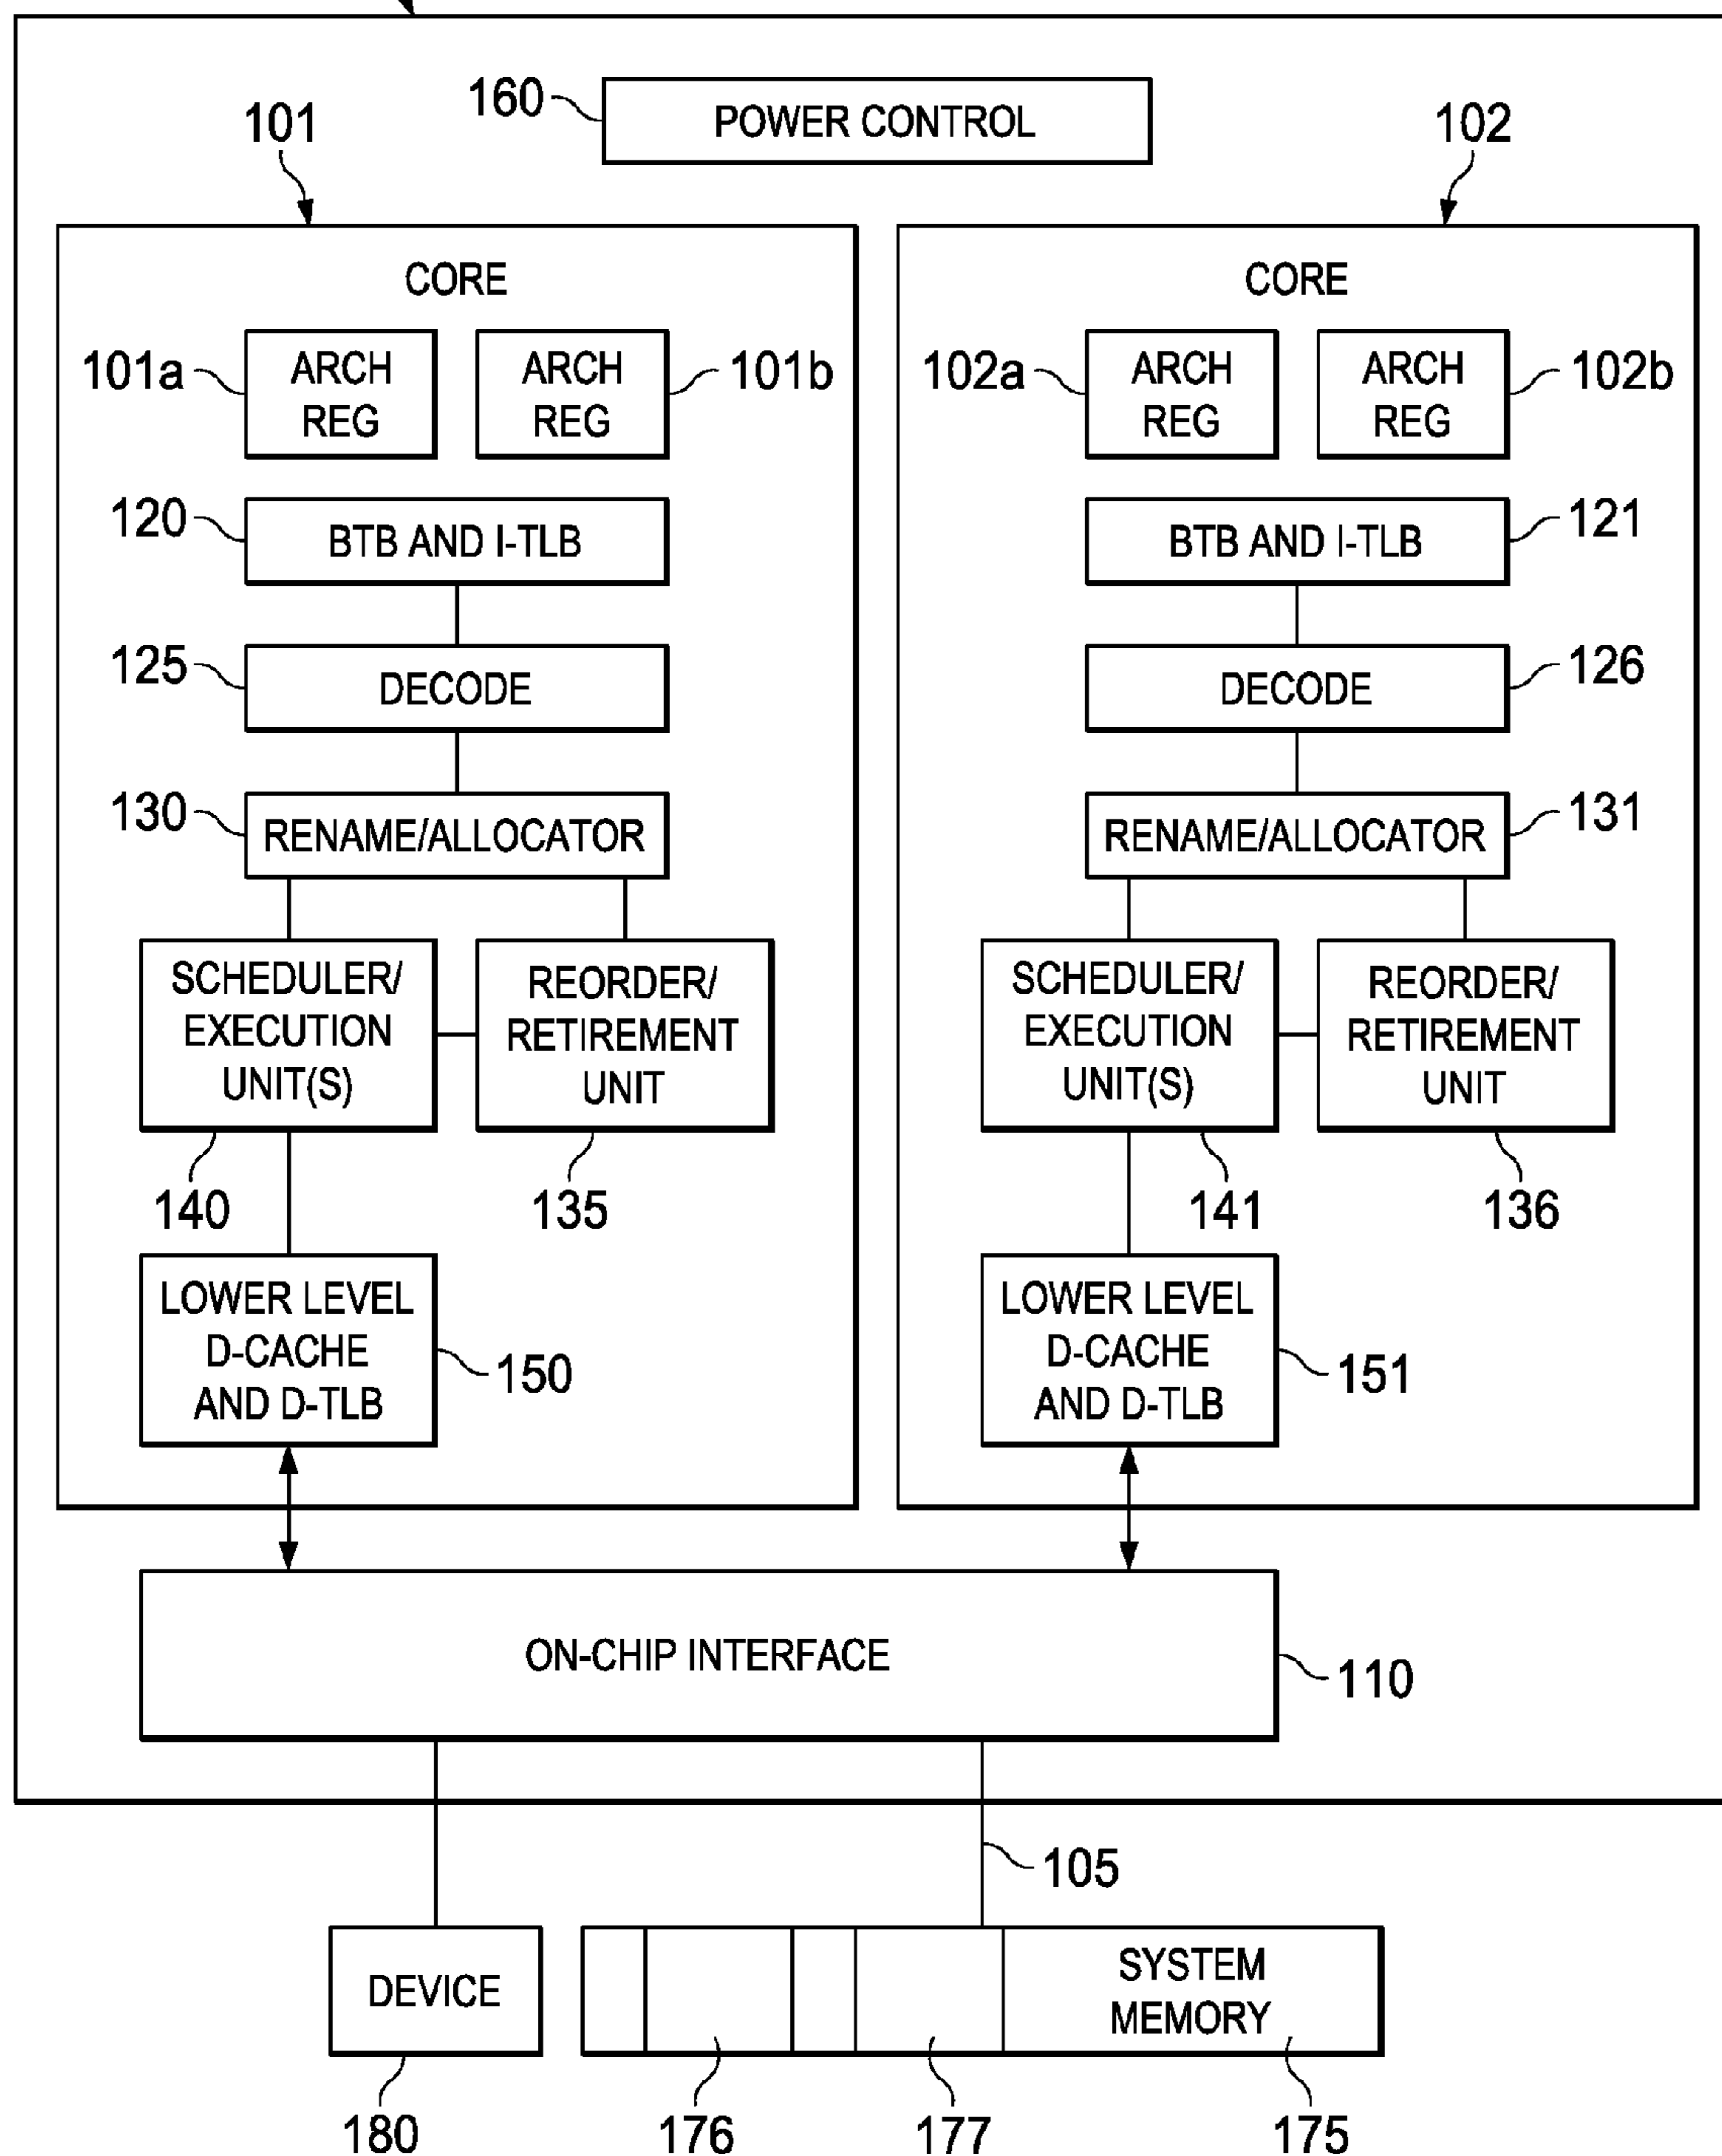 160
POWER CONTROL
101
102
CORE
CORE
101a
ARCH
REG
ARCH
REG
101b
102a
ARCH
REG
ARCH
REG
102b
120
BTB AND I-TLB
BTB AND I-TLB
121
125
DECODE
DECODE
126
130
RENAME/ALLOCATOR
RENAME/ALLOCATOR
131
SCHEDULER/
EXECUTION
UNIT(S)
REORDER/
RETIREMENT
UNIT
SCHEDULER/
EXECUTION
UNIT(S)
REORDER/
RETIREMENT
UNIT
140
135
141
136
LOWER LEVEL
D-CACHE
AND D-TLB
150
LOWER LEVEL
D-CACHE
AND D-TLB
151
ON-CHIP INTERFACE
110
105
DEVICE
SYSTEM
MEMORY
180
176
177
175